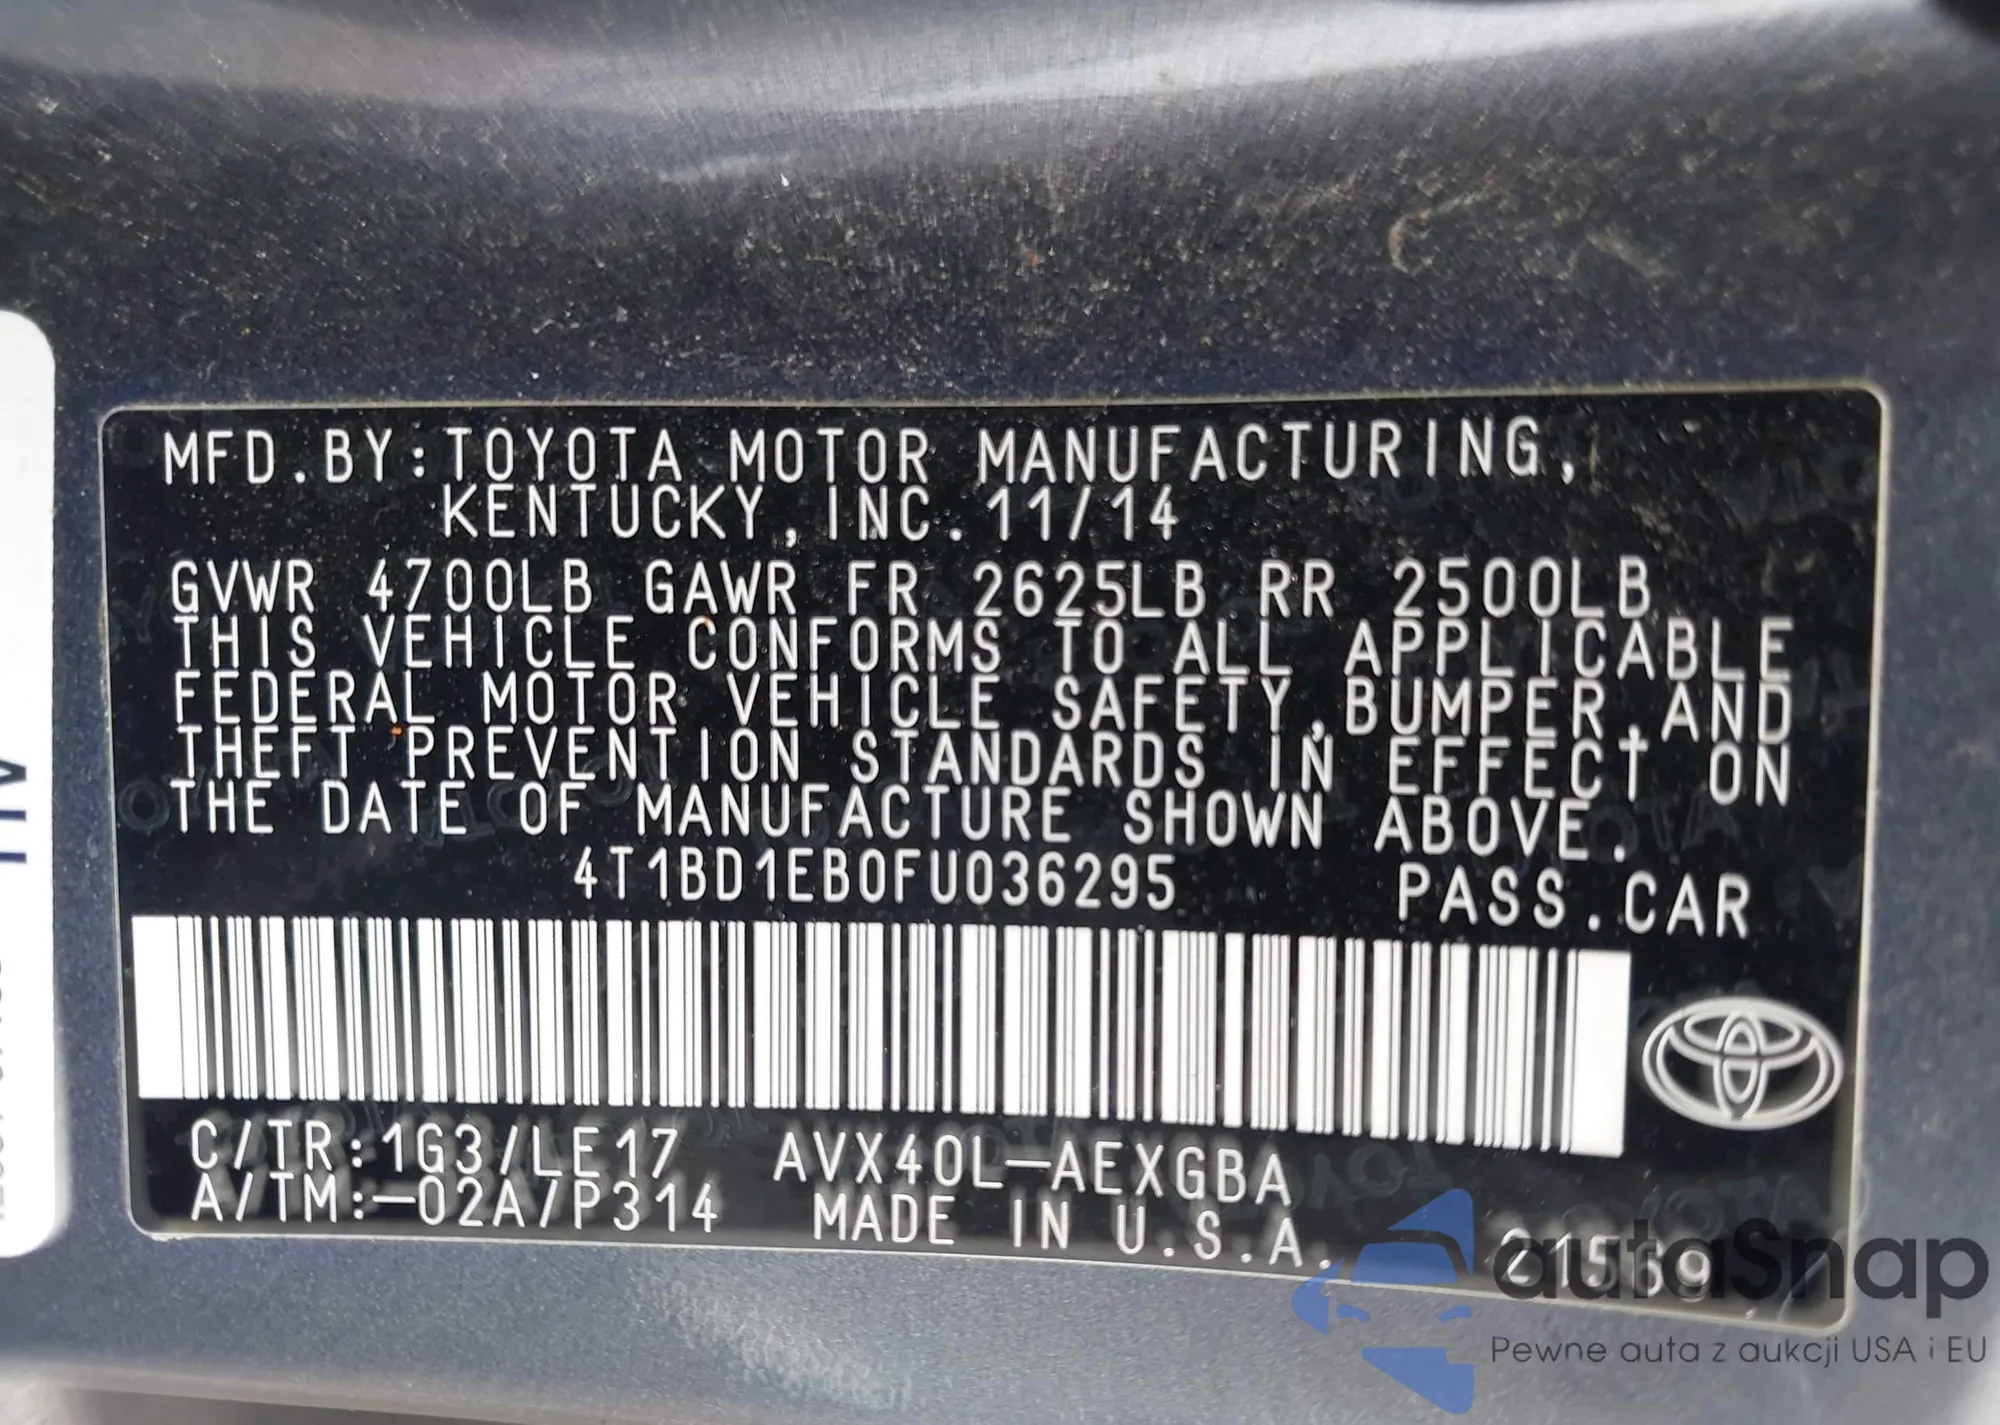 MFD.BY:TOYOTA MOTOR MANUFACTURING,
KENTUCKY,INC.11/14
GVWR 4700LB GAWR FR 2625LB RR 2500LB
THIS VEHICLE CONFORMS TO ALL APPLICABLE
FEDERAL MOTOR VEHICLE SAFETY,BUMPER,AND
THEFT PREVENTION STANDARDS IN EFFECT ON
THE DATE OF MANUFACTURE SHOWN ABOVE.
4T1BD1EB0FU036295 PASS.CAR
C/TR:1G3/LE17 AVX40L-AEXGBA
A/TM:-02A/P314 MADE IN U.S.A. 21569
autaSnap
Pewne auta z aukcji USA i EU